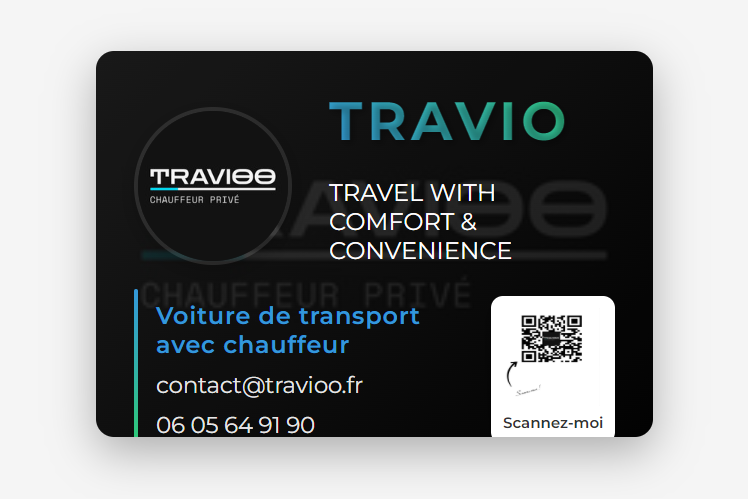 TRAVIO
TRAVIOO
CHAUFFEUR PRIVÉ
TRAVEL WITH
COMFORT &
CONVENIENCE
TRAVIOO
CHAUFFEUR PRIVÉ
Voiture de transport
avec chauffeur
contact@travioo.fr
06 05 64 91 90
Scannez-moi